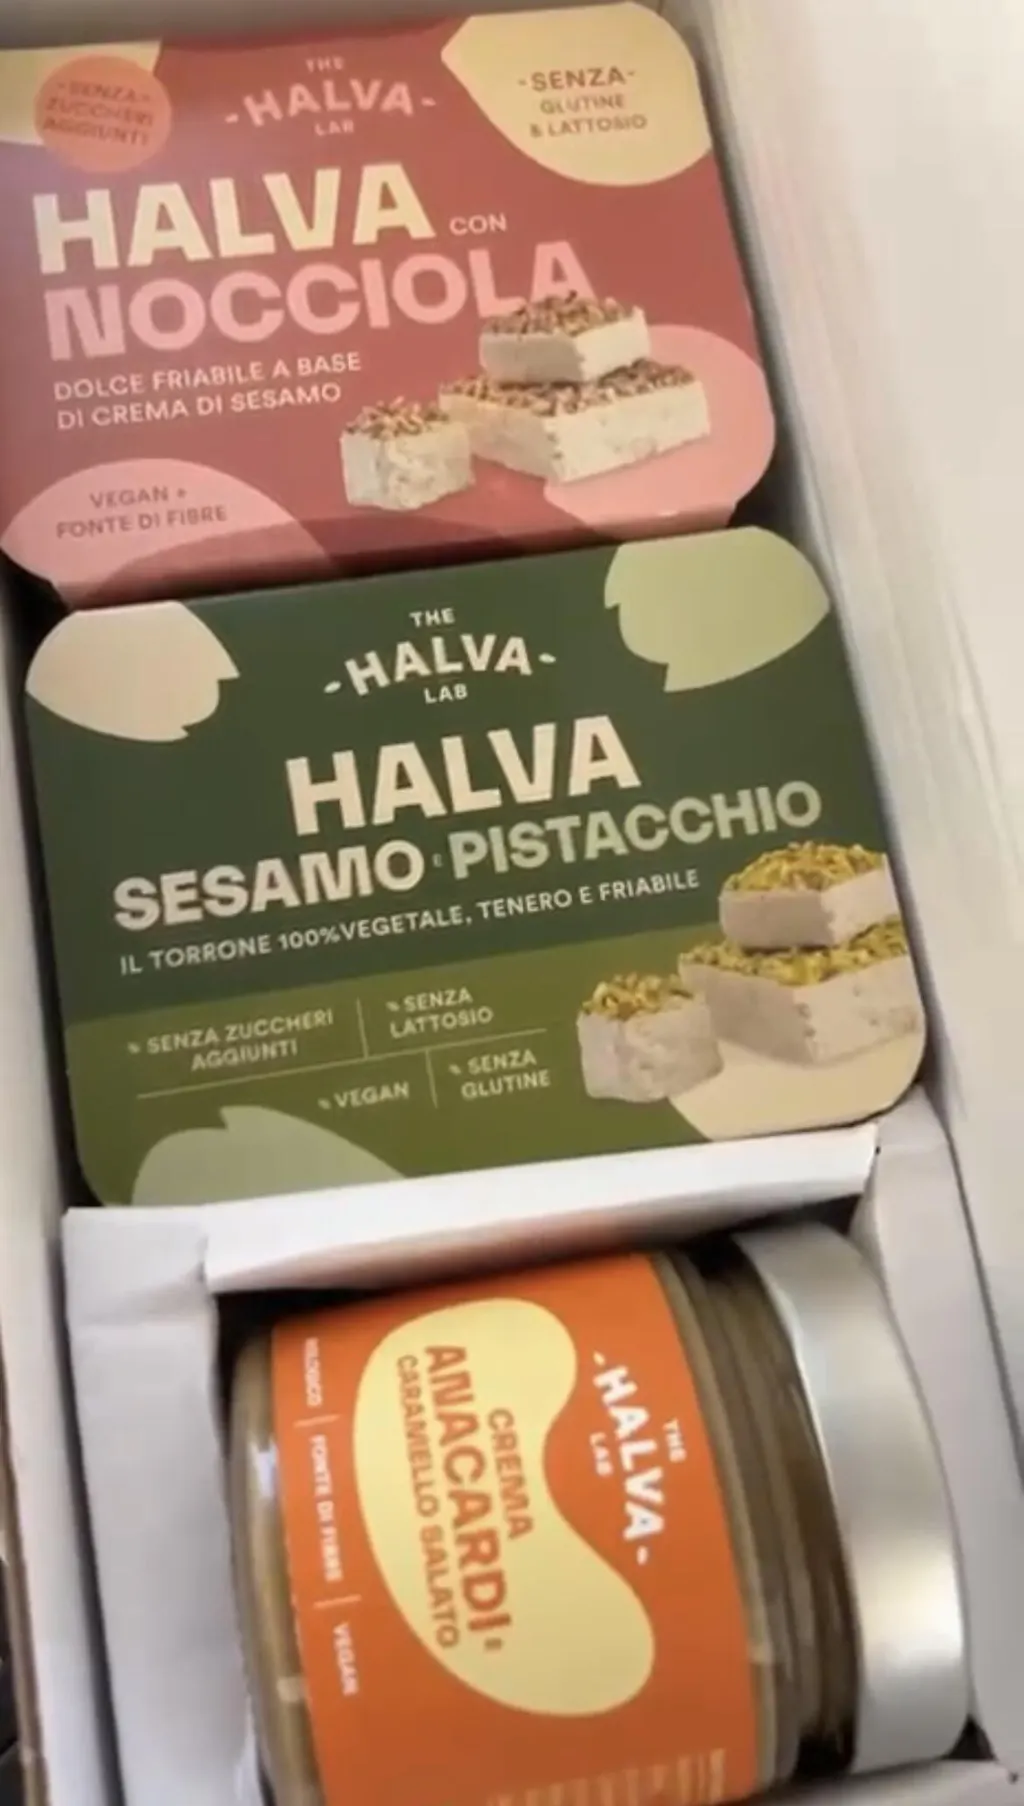 -SENZA-
ZUCCHERI
AGGIUNTI
THE
-HALVA-
LAB
-SENZA-
GLUTINE
& LATTOSIO
HALVA CON
NOCCIOLA
DOLCE FRIABILE A BASE
DI CREMA DI SESAMO
VEGAN +
FONTE DI FIBRE
THE
-HALVA-
LAB
HALVA
SESAMO E PISTACCHIO
IL TORRONE 100% VEGETALE, TENERO E FRIABILE
SENZA ZUCCHERI
AGGIUNTI
SENZA
LATTOSIO
VEGAN
SENZA
GLUTINE
THE
-HALVA-
LAB
CREMA
ANACARDI E
CARAMELLO SALATO
FONTE DI FIBRE | VEGAN